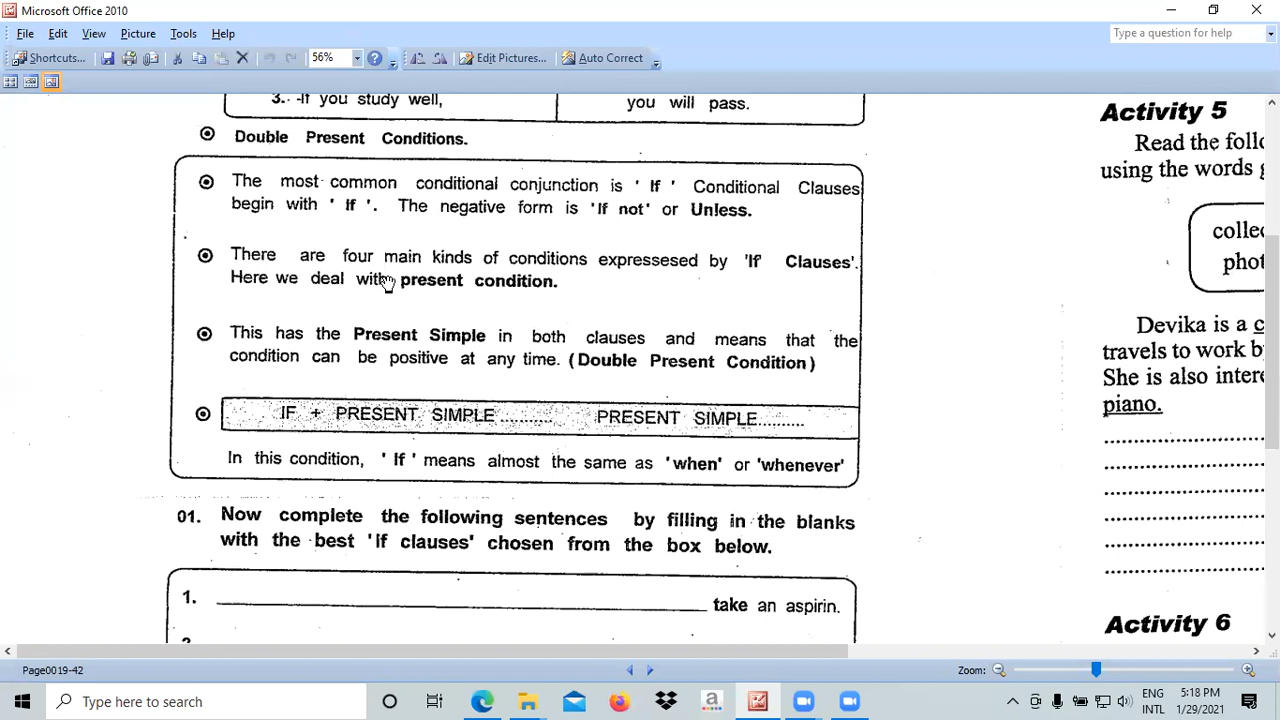 Microsoft Office 2010
File Edit View Picture Tools Help
Type a question for help
Shortcuts...
56%
Edit Pictures...
Auto Correct
3. -If you study well,
you will pass.
Double Present Conditions.
The most common conditional conjunction is ' If ' Conditional Clauses
begin with ' If '. The negative form is 'If not' or Unless.
There are four main kinds of conditions expressesed by 'If' Clauses'.
Here we deal with present condition.
This has the Present Simple in both clauses and means that the
condition can be positive at any time. (Double Present Condition)
IF + PRESENT SIMPLE .......... PRESENT SIMPLE..........
In this condition, ' If ' means almost the same as 'when' or 'whenever'
01. Now complete the following sentences by filling in the blanks
with the best 'If clauses' chosen from the box below.
1. ______ take an aspirin.
Activity 5
Read the follo
using the words g
colle
phot
Devika is a c
travels to work b
She is also inter
piano.
Activity 6
Page0019-42
Zoom:
Type here to search
ENG
INTL
5:18 PM
1/29/2021